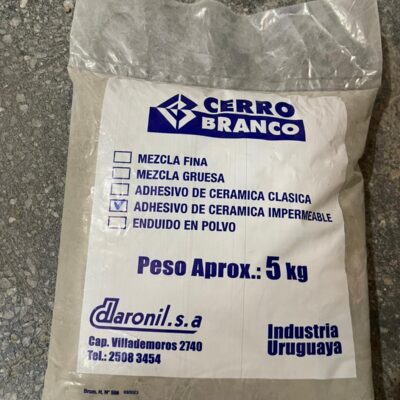 CERRO
BRANCO
MEZCLA FINA
MEZCLA GRUESA
ADHESIVO DE CERAMICA CLASICA
ADHESIVO DE CERAMICA IMPERMEABLE
ENDUIDO EN POLVO
Peso Aprox.: 5 kg
daronil.s.a
Cap. Villademoros 2740
Tel.: 2508 3454
Industria
Uruguaya